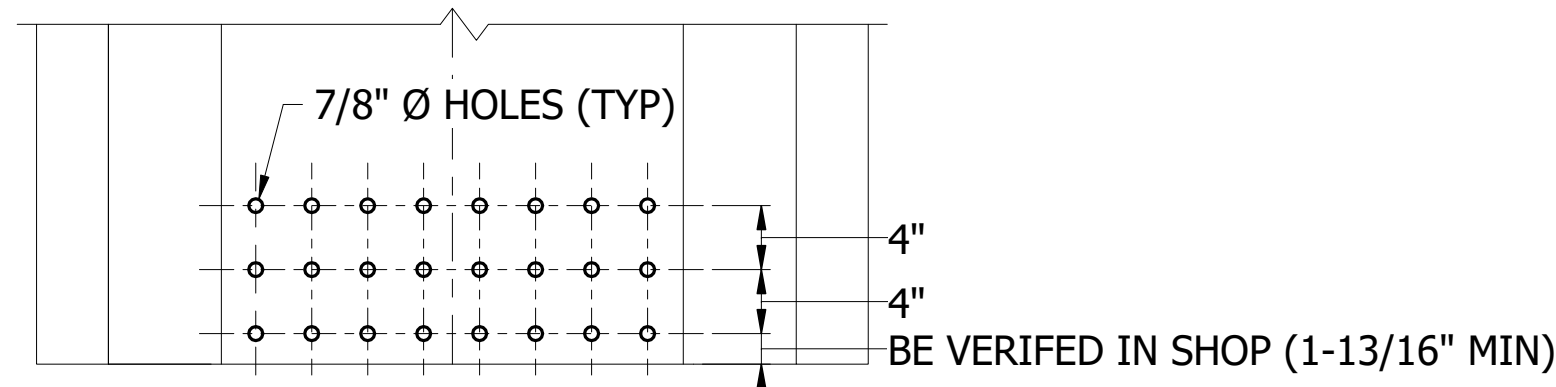 7/8" Ø HOLES (TYP)
4"
4"
BE VERIFED IN SHOP (1-13/16" MIN)